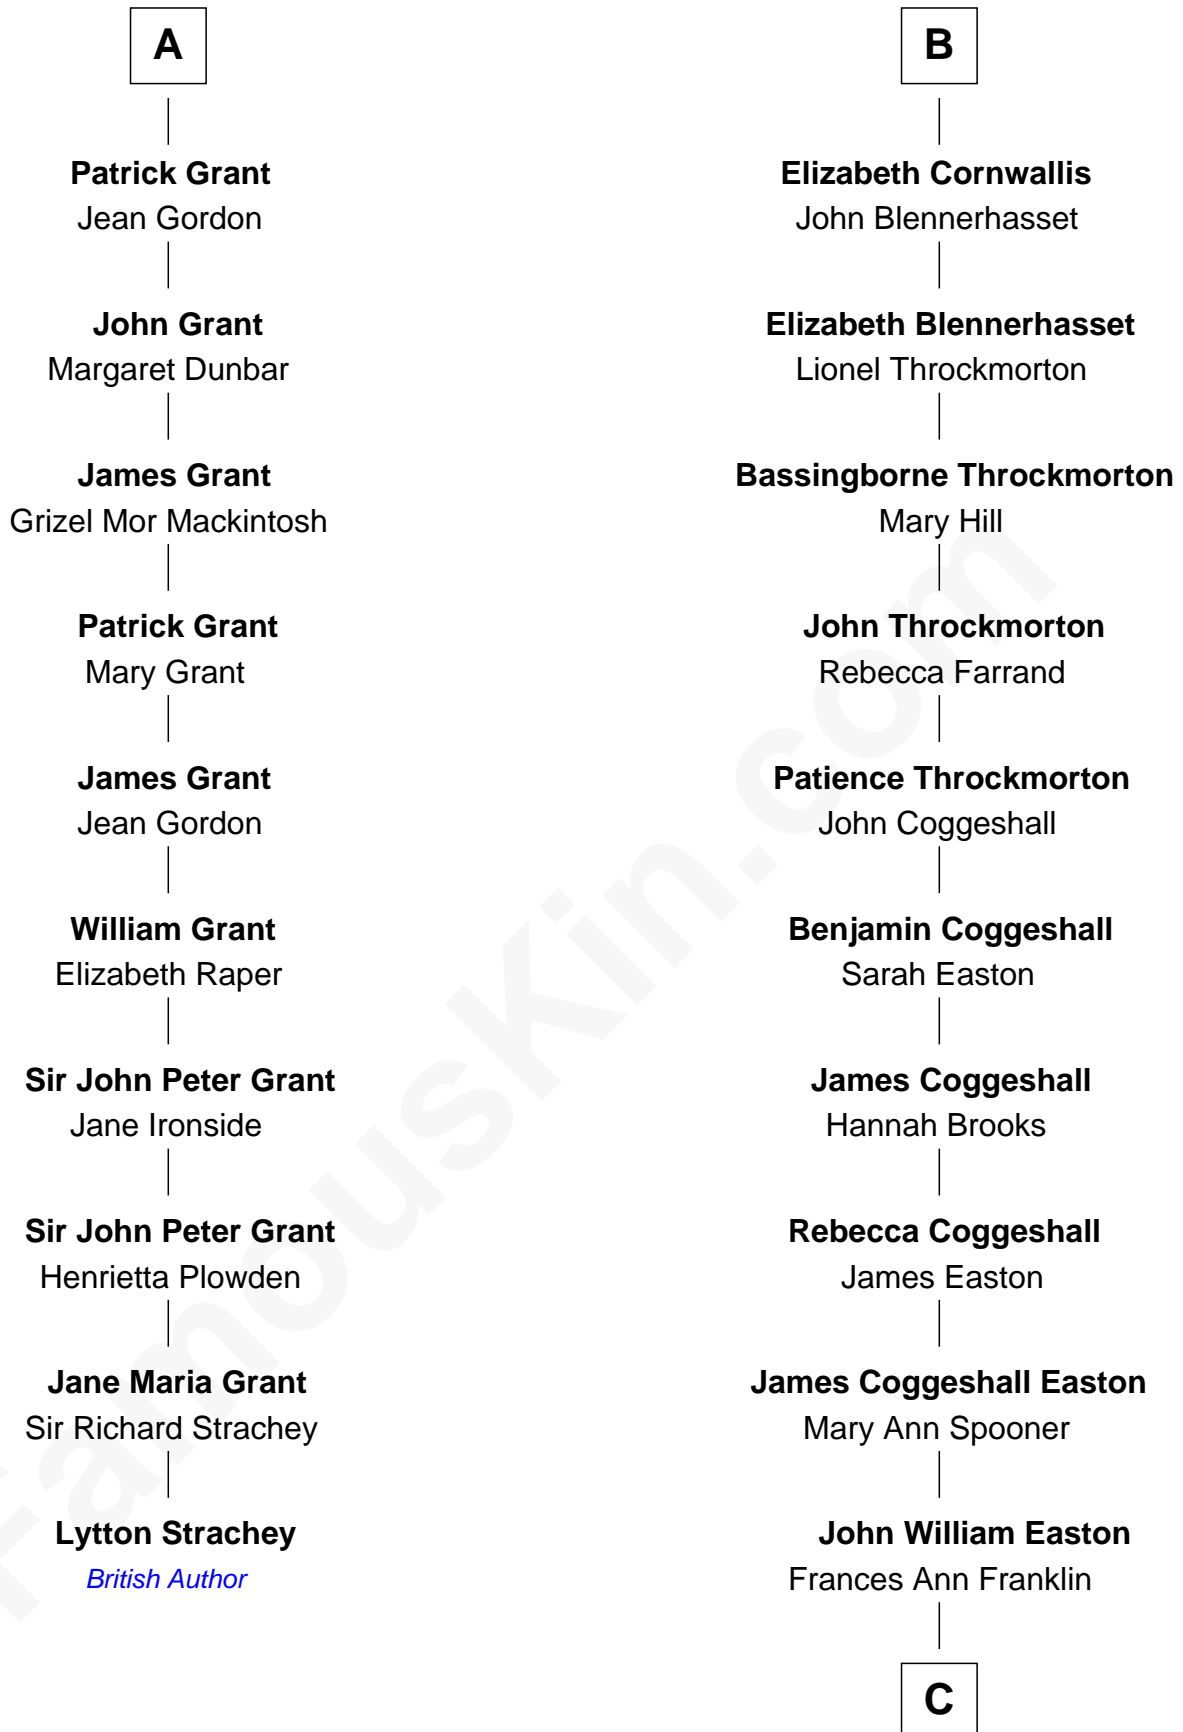 A
Patrick Grant
Jean Gordon
John Grant
Margaret Dunbar
James Grant
Grizel Mor Mackintosh
Patrick Grant
Mary Grant
James Grant
Jean Gordon
William Grant
Elizabeth Raper
Sir John Peter Grant
Jane Ironside
Sir John Peter Grant
Henrietta Plowden
Jane Maria Grant
Sir Richard Strachey
Lytton Strachey
British Author
B
Elizabeth Cornwallis
John Blennerhasset
Elizabeth Blennerhasset
Lionel Throckmorton
Bassingborne Throckmorton
Mary Hill
John Throckmorton
Rebecca Farrand
Patience Throckmorton
John Coggeshall
Benjamin Coggeshall
Sarah Easton
James Coggeshall
Hannah Brooks
Rebecca Coggeshall
James Easton
James Coggeshall Easton
Mary Ann Spooner
John William Easton
Frances Ann Franklin
C
FamousKin.com